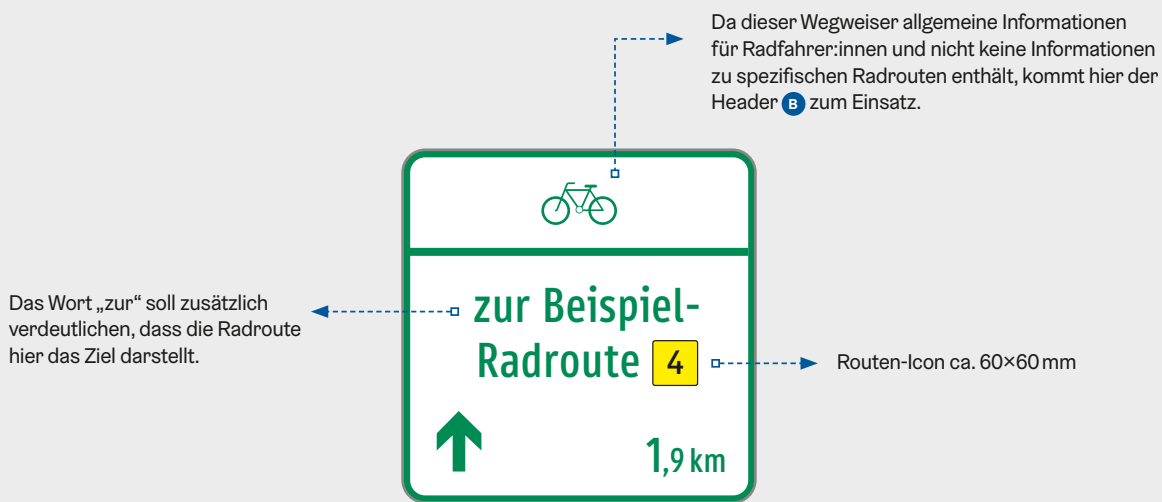 Da dieser Wegweiser allgemeine Informationen
für Radfahrer:innen und nicht keine Informationen
zu spezifischen Radrouten enthält, kommt hier der
Header B zum Einsatz.
zur Beispiel-
Radroute 4
1,9 km
Das Wort „zur“ soll zusätzlich
verdeutlichen, dass die Radroute
hier das Ziel darstellt.
Routen-Icon ca. 60×60 mm